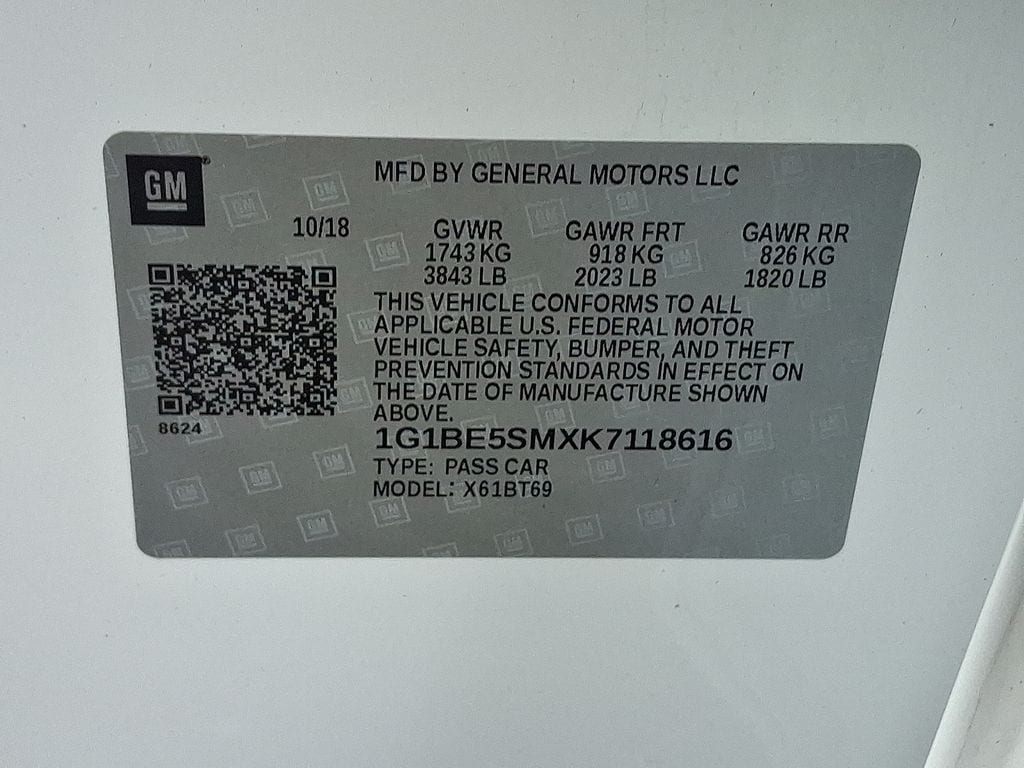 GM
MFD BY GENERAL MOTORS LLC
10/18
GVWR GAWR FRT GAWR RR
1743 KG 918 KG 826 KG
3843 LB 2023 LB 1820 LB
THIS VEHICLE CONFORMS TO ALL
APPLICABLE U.S. FEDERAL MOTOR
VEHICLE SAFETY, BUMPER, AND THEFT
PREVENTION STANDARDS IN EFFECT ON
THE DATE OF MANUFACTURE SHOWN
ABOVE.
8624
1G1BE5SMXK7118616
TYPE: PASS CAR
MODEL: X61BT69